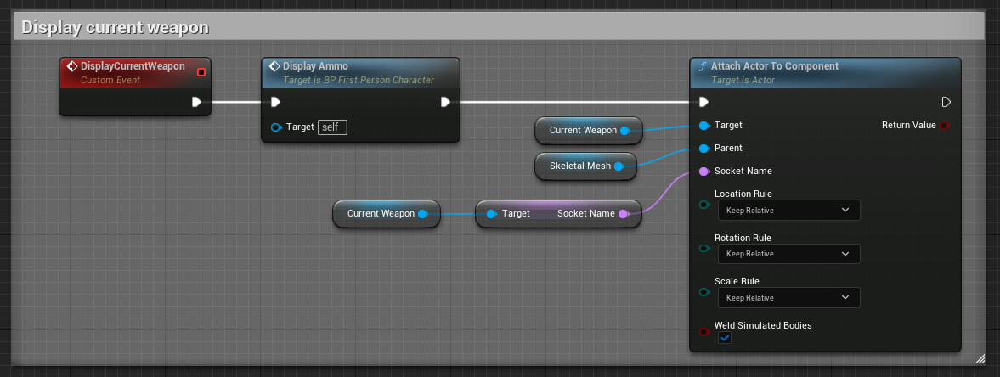 Display current weapon
DisplayCurrentWeapon
Custom Event
Display Ammo
Target is BP First Person Character
Target self
Current Weapon
Skeletal Mesh
Current Weapon
Target Socket Name
Attach Actor To Component
Target is Actor
Target Return Value
Parent
Socket Name
Location Rule
Keep Relative
Rotation Rule
Keep Relative
Scale Rule
Keep Relative
Weld Simulated Bodies